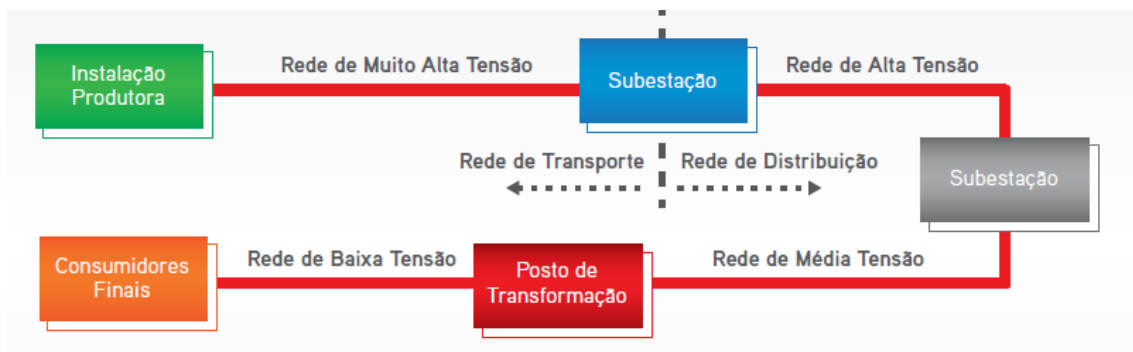 Instalação
Produtora
Rede de Muito Alta Tensão
Subestação
Rede de Alta Tensão
Rede de Transporte
Rede de Distribuição
Subestação
Consumidores
Finais
Rede de Baixa Tensão
Posto de
Transformação
Rede de Média Tensão